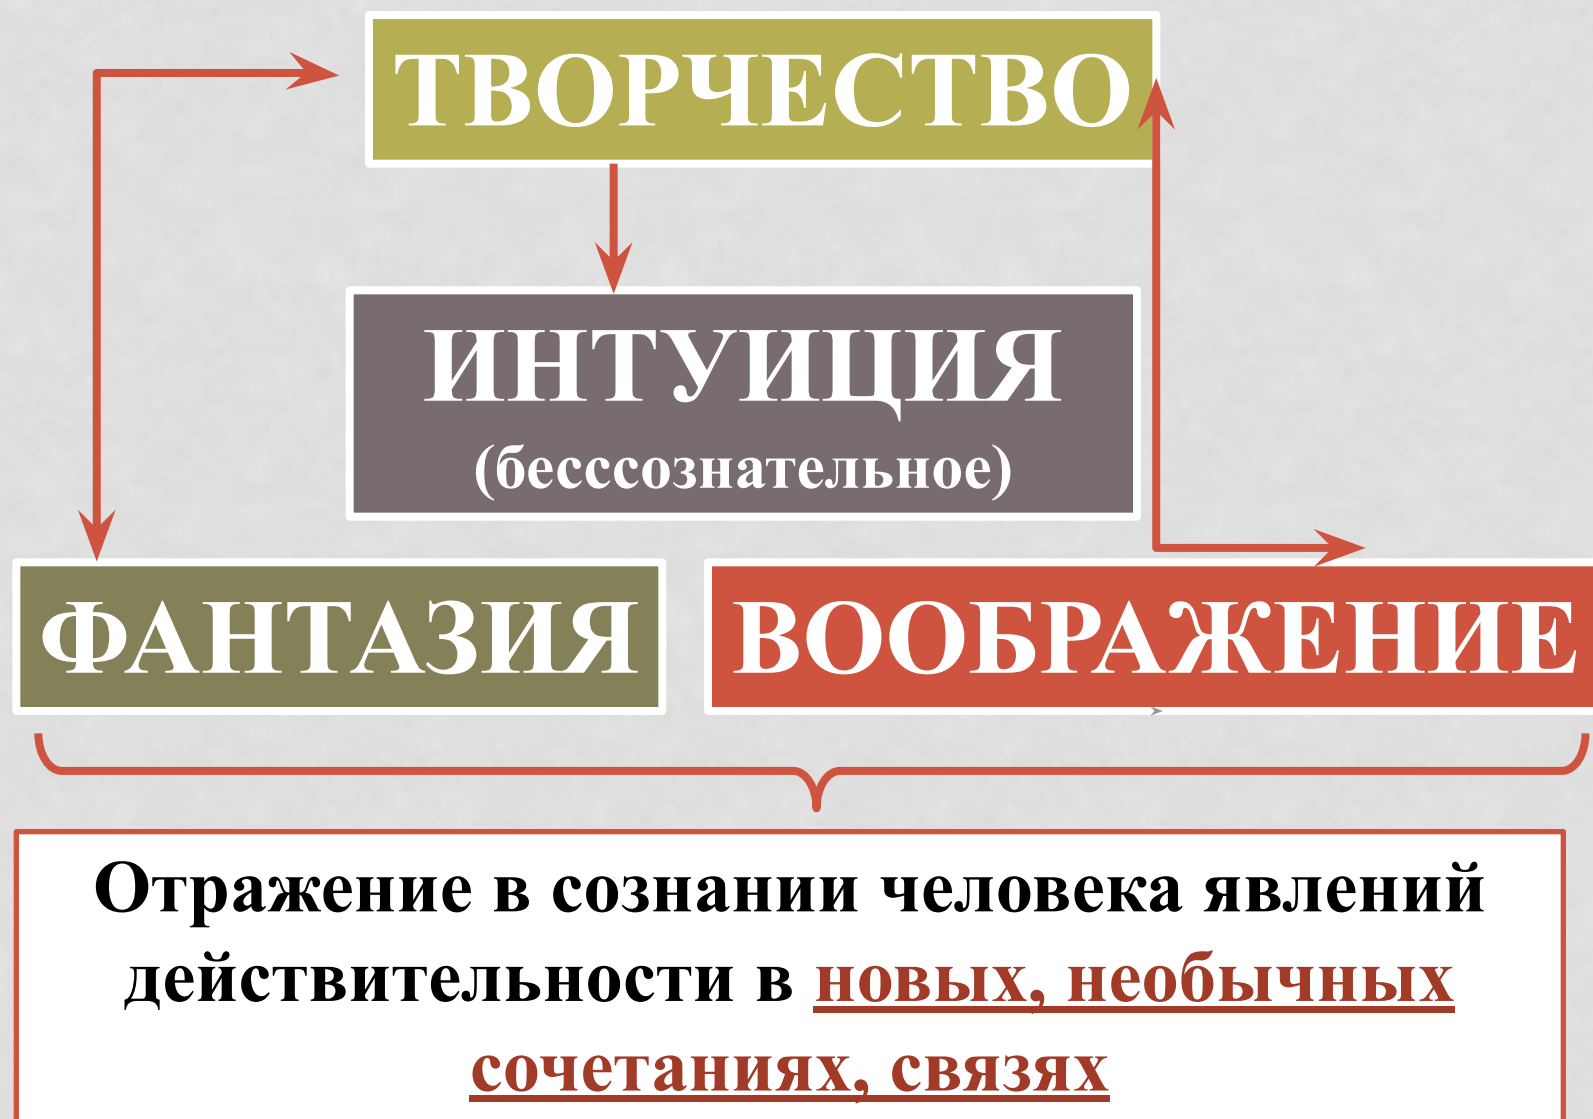 ТВОРЧЕСТВО
ИНТУИЦИЯ
(бесссознательное)
ФАНТАЗИЯ
ВООБРАЖЕНИЕ
Отражение в сознании человека явлений
действительности в новых, необычных
сочетаниях, связях